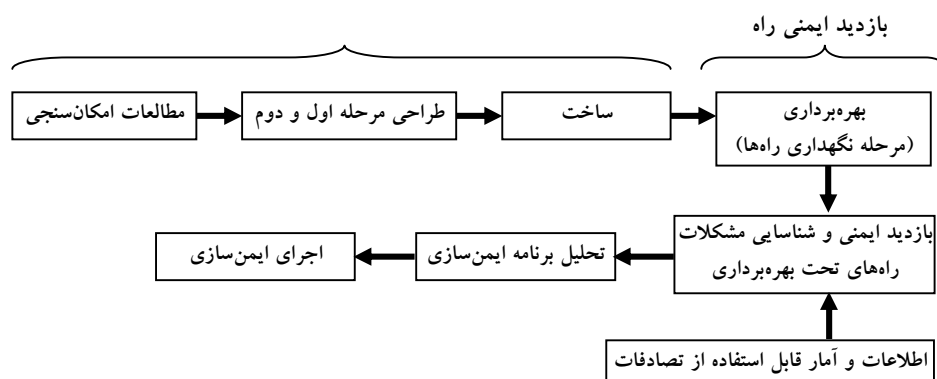 بازدید ایمنی راه
مطالعات امکان‌سنجی
طراحی مرحله اول و دوم
ساخت
بهره‌برداری
(مرحله نگهداری راه‌ها)
بازدید ایمنی و شناسایی مشکلات
راه‌های تحت بهره‌برداری
تحلیل برنامه ایمن‌سازی
اجرای ایمن‌سازی
اطلاعات و آمار قابل استفاده از تصادفات